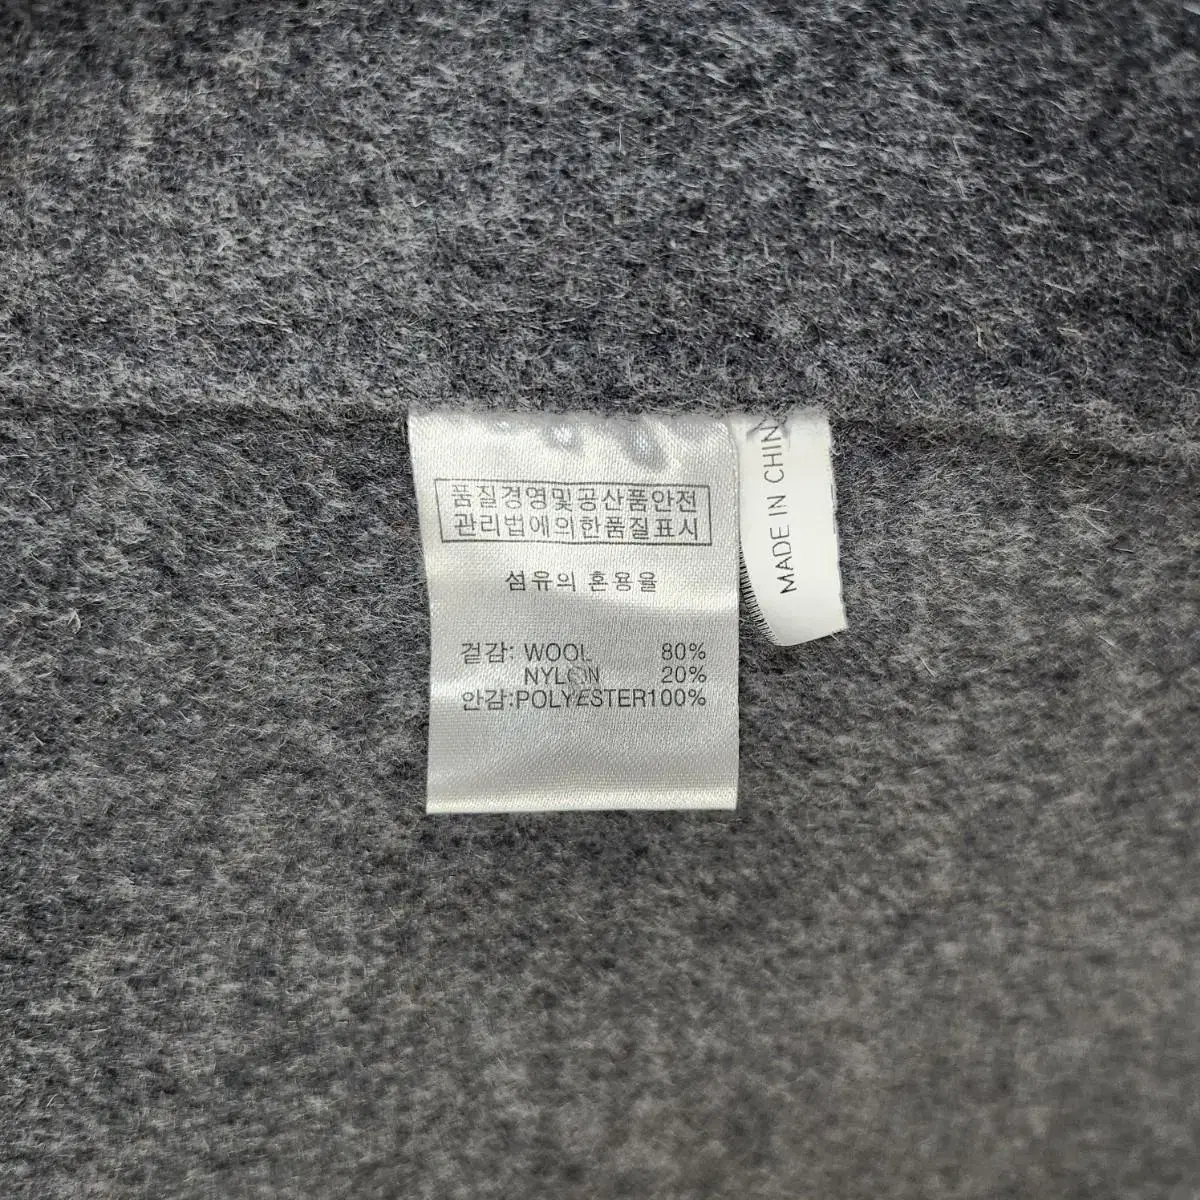 품질경영및공산품안전
관리법에의한품질표시
섬유의 혼용율
겉감: WOOL 80%
NYLON 20%
안감:POLYESTER100%
MADE IN CHINA